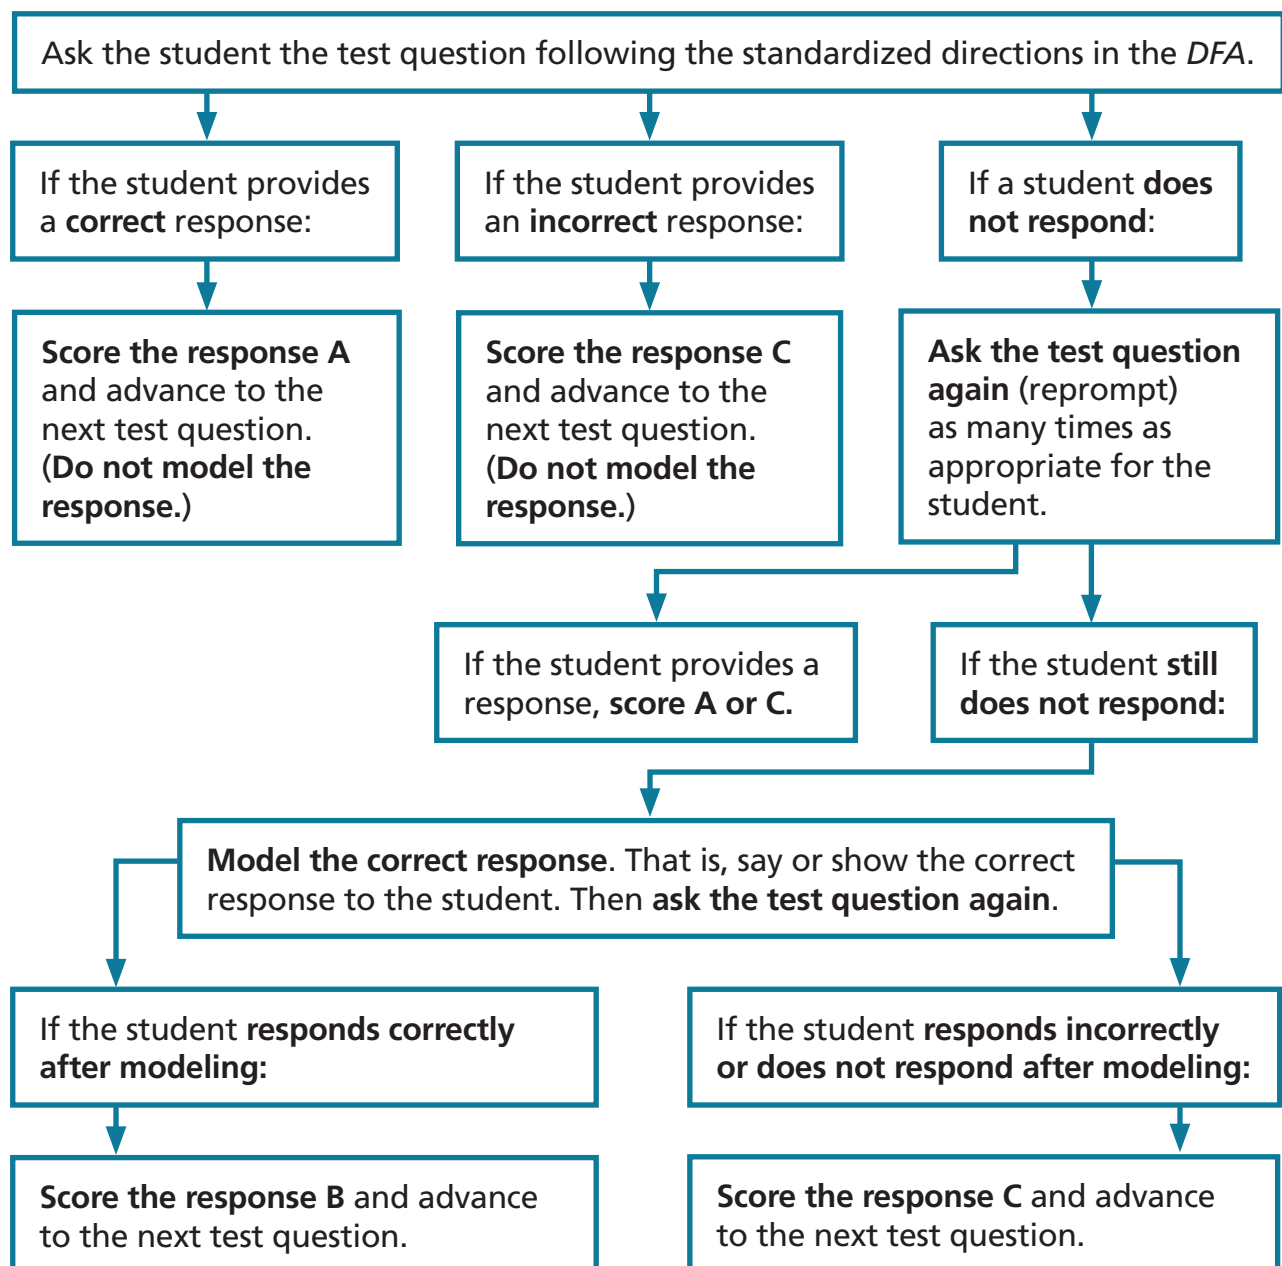 Ask the student the test question following the standardized directions in the DFA.
If the student provides
a correct response:
If the student provides
an incorrect response:
If a student does
not respond:
Score the response A
and advance to the
next test question.
(Do not model the
response.)
Score the response C
and advance to the
next test question.
(Do not model the
response.)
Ask the test question
again (reprompt)
as many times as
appropriate for the
student.
If the student provides a
response, score A or C.
If the student still
does not respond:
Model the correct response. That is, say or show the correct
response to the student. Then ask the test question again.
If the student responds correctly
after modeling:
If the student responds incorrectly
or does not respond after modeling:
Score the response B and advance
to the next test question.
Score the response C and advance
to the next test question.